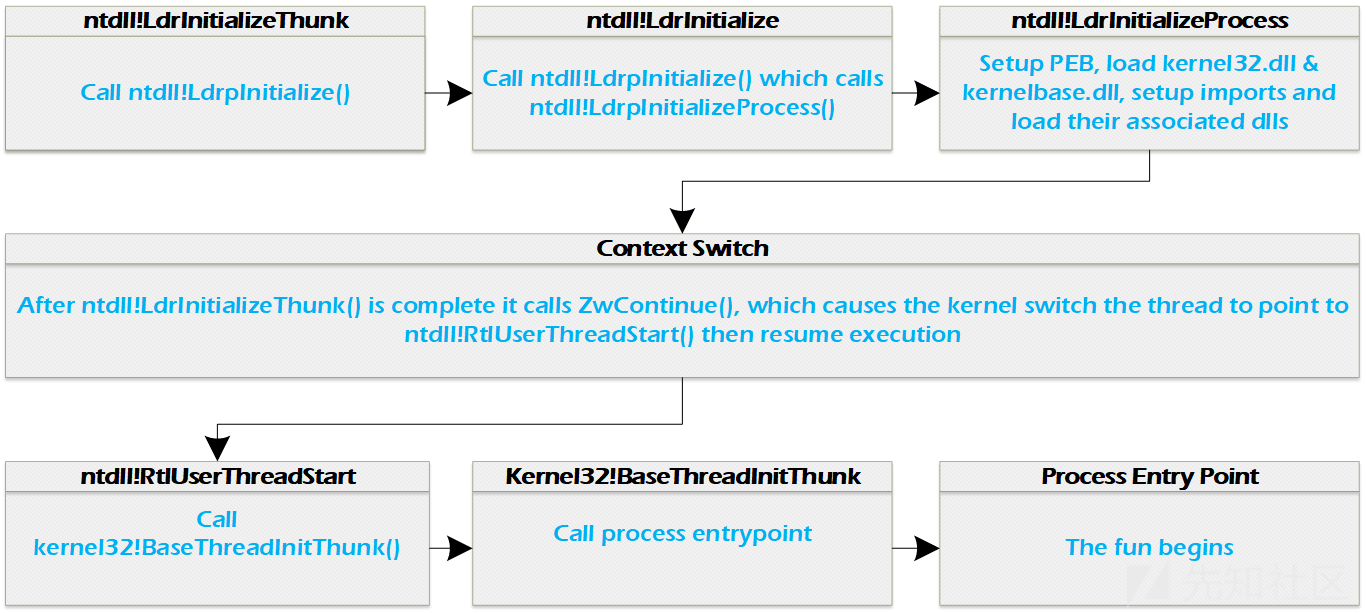 ntdll!LdrInitializeThunk
Call ntdll!LdrpInitialize()
ntdll!LdrInitialize
Call ntdll!LdrpInitialize() which calls
ntdll!LdrpInitializeProcess()
ntdll!LdrInitializeProcess
Setup PEB, load kernel32.dll &
kernelbase.dll, setup imports and
load their associated dlls
Context Switch
After ntdll!LdrInitializeThunk() is complete it calls ZwContinue(), which causes the kernel switch the thread to point to
ntdll!RtlUserThreadStart() then resume execution
ntdll!RtlUserThreadStart
Call
kernel32!BaseThreadInitThunk()
Kernel32!BaseThreadInitThunk
Call process entrypoint
Process Entry Point
The fun begins
先知社区